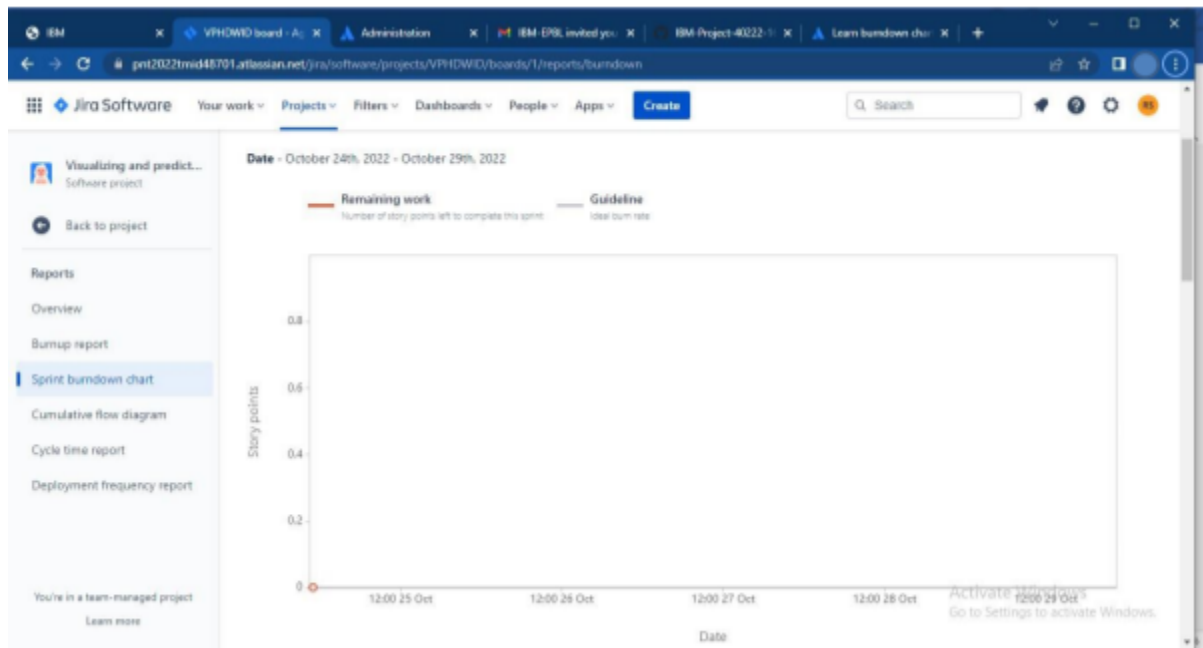 IBM
VPHDWID board - Ag
Administration
IBM-EPBL invited you
IBM-Project-40222-1
Learn burndown char
pnt2022tmid48701.atlassian.net/jira/software/projects/VPHDWID/boards/1/reports/burndown
Jira Software
Your work
Projects
Filters
Dashboards
People
Apps
Create
Search
RS
Visualizing and predict...
Software project
Back to project
Reports
Overview
Burnup report
Sprint burndown chart
Cumulative flow diagram
Cycle time report
Deployment frequency report
You're in a team-managed project
Learn more
Date - October 24th, 2022 - October 29th, 2022
Remaining work
Number of story points left to complete this sprint
Guideline
Ideal burn rate
Story points
0.8
0.6
0.4
0.2
0
12:00 25 Oct
12:00 26 Oct
12:00 27 Oct
12:00 28 Oct
12:00 29 Oct
Date
Activate Windows
Go to Settings to activate Windows.